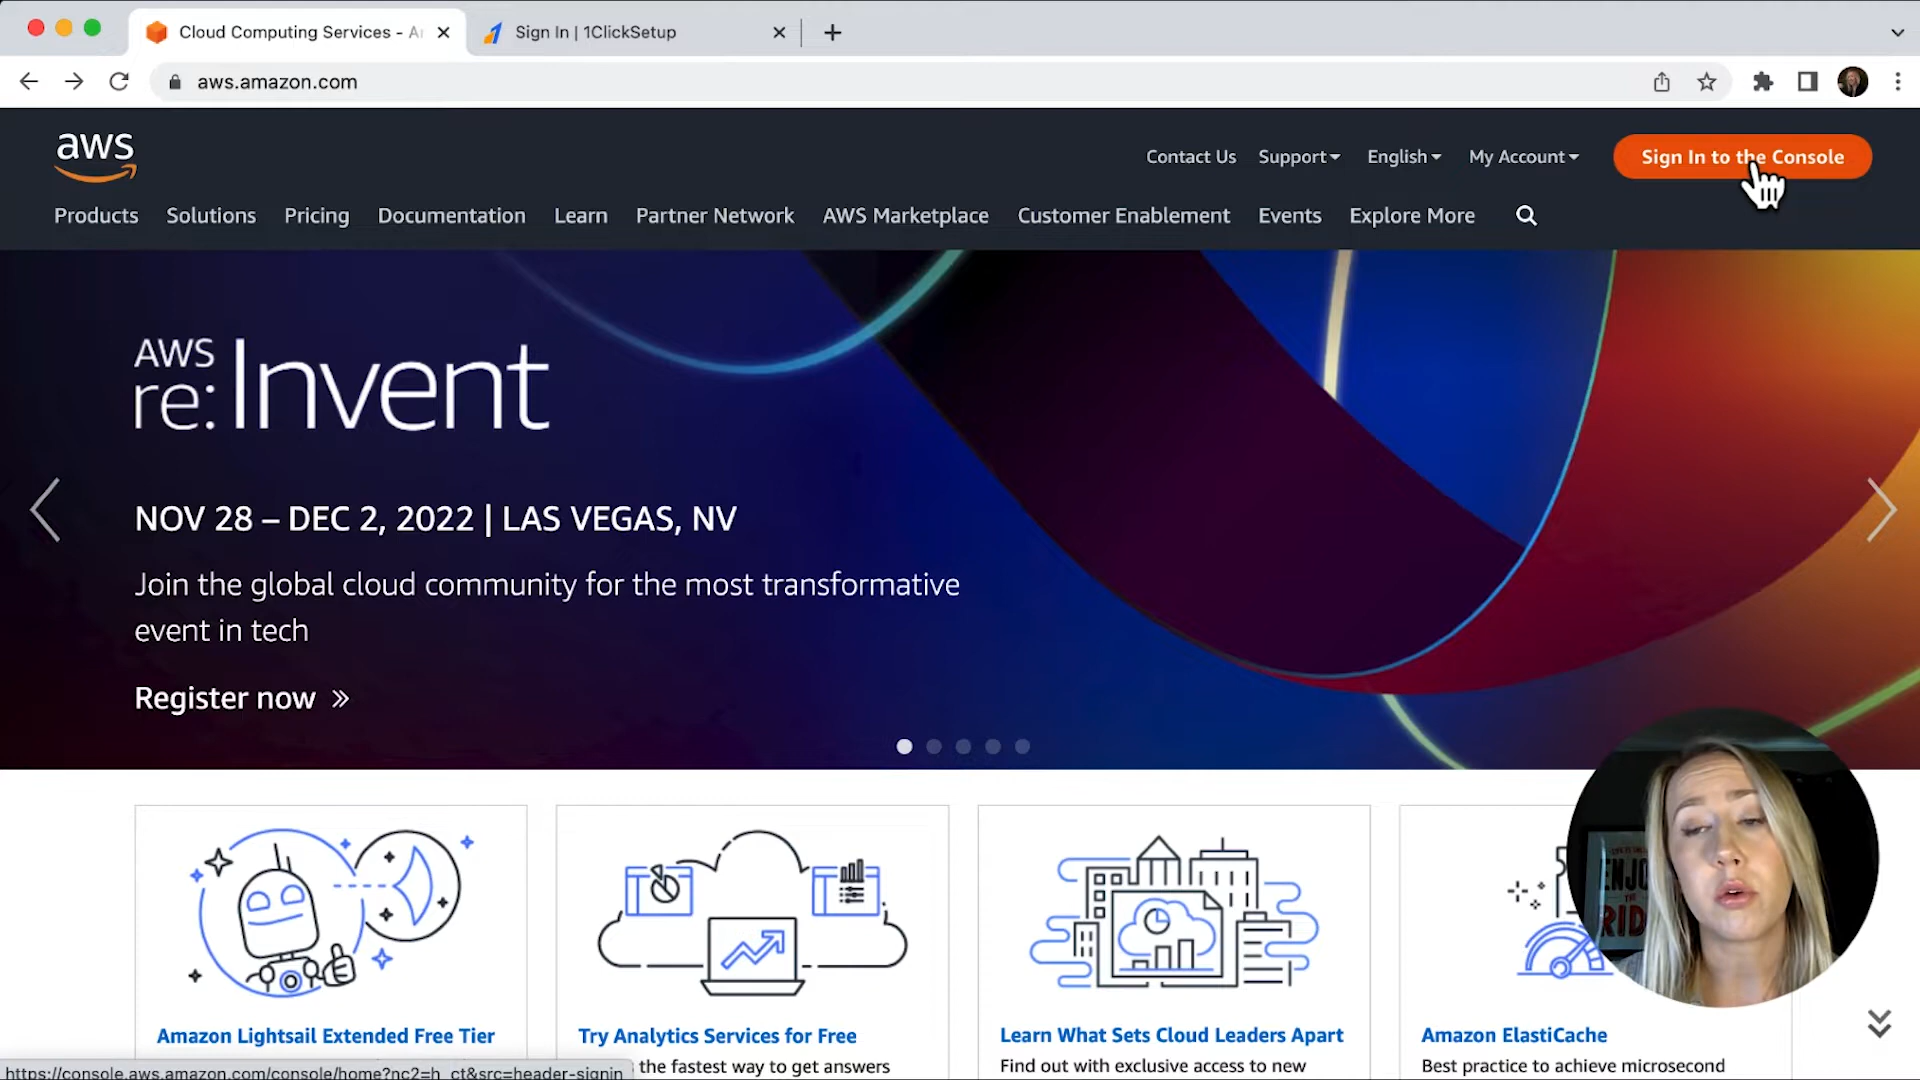 Cloud Computing Services - A
Sign In | 1ClickSetup
aws.amazon.com
aws
Contact Us
Support
English
My Account
Sign In to the Console
Products
Solutions
Pricing
Documentation
Learn
Partner Network
AWS Marketplace
Customer Enablement
Events
Explore More
AWS
re:Invent
NOV 28 – DEC 2, 2022 | LAS VEGAS, NV
Join the global cloud community for the most transformative
event in tech
Register now »
ENJO
THE
RID
Amazon Lightsail Extended Free Tier
Try Analytics Services for Free
Learn What Sets Cloud Leaders Apart
Amazon ElastiCache
the fastest way to get answers
Find out with exclusive access to new
Best practice to achieve microsecond
https://console.aws.amazon.com/console/home?nc2=h_ct&src=header-signin